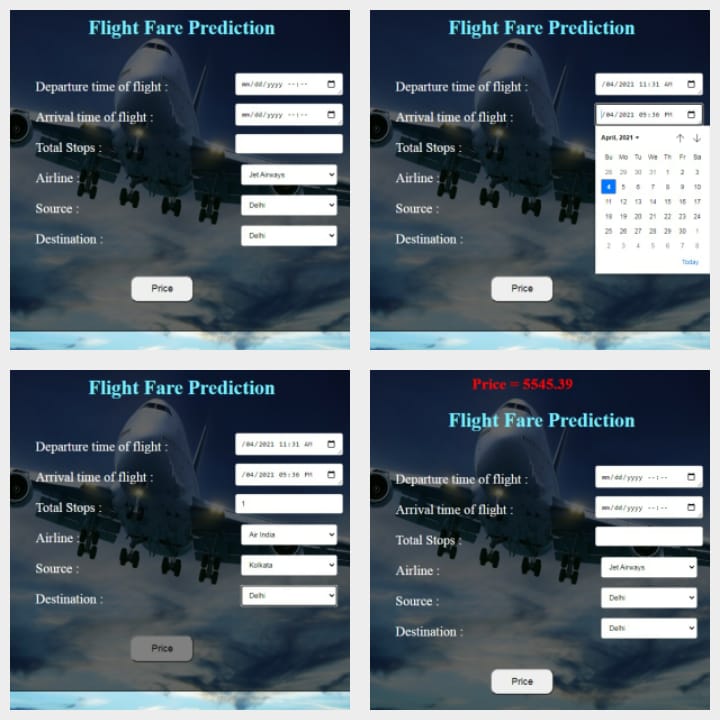 Flight Fare Prediction
Departure time of flight : mm/dd/yyyy --:--
Arrival time of flight : mm/dd/yyyy --:--
Total Stops :
Airline : Jet Airways
Source : Delhi
Destination : Delhi
Price
Flight Fare Prediction
Departure time of flight : /04/2021 11:31 AM
Arrival time of flight : /04/2021 05:36 PM
Total Stops :
Airline :
Source :
Destination :
April, 2021
Su Mo Tu We Th Fr Sa
28 29 30 31 1 2 3
4 5 6 7 8 9 10
11 12 13 14 15 16 17
18 19 20 21 22 23 24
25 26 27 28 29 30 1
2 3 4 5 6 7 8
Today
Price
Flight Fare Prediction
Departure time of flight : /04/2021 11:31 AM
Arrival time of flight : /04/2021 05:36 PM
Total Stops : 1
Airline : Air India
Source : Kolkata
Destination : Delhi
Price
Price = 5545.39
Flight Fare Prediction
Departure time of flight : mm/dd/yyyy --:--
Arrival time of flight : mm/dd/yyyy --:--
Total Stops :
Airline : Jet Airways
Source : Delhi
Destination : Delhi
Price